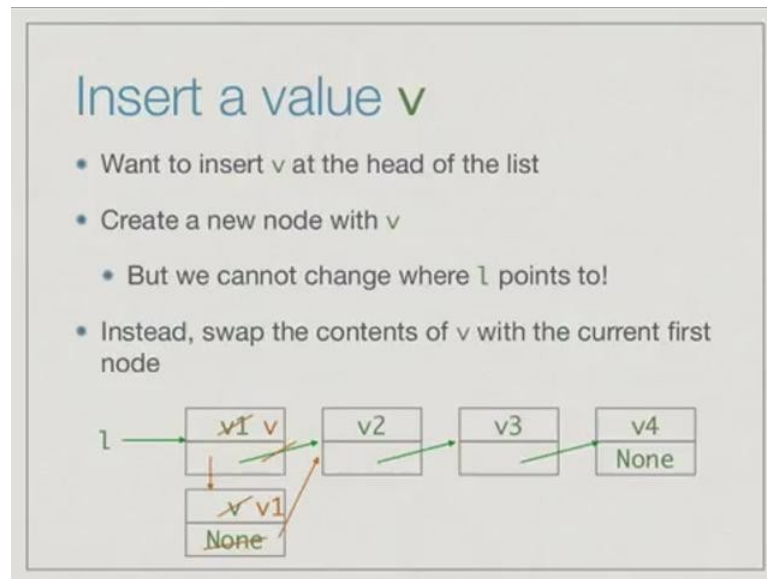 Insert a value v
• Want to insert v at the head of the list
• Create a new node with v
• But we cannot change where l points to!
• Instead, swap the contents of v with the current first
node
l v1 v v2 v3 v4
None
v v1
None